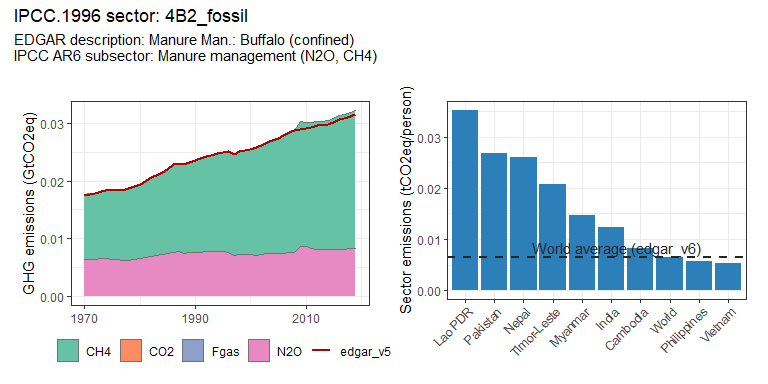 IPCC.1996 sector: 4B2_fossil
EDGAR description: Manure Man.: Buffalo (confined)
IPCC AR6 subsector: Manure management (N2O, CH4)
GHG emissions (GtCO2eq)
0.03
0.02
0.01
0.00
1970
1990
2010
CH4
CO2
Fgas
N2O
edgar_v5
Sector emissions (tCO2eq/person)
0.03
0.02
0.01
0.00
World average (edgar_v6)
Lao PDR
Pakistan
Nepal
Timor-Leste
Myanmar
India
Cambodia
World
Philippines
Vietnam